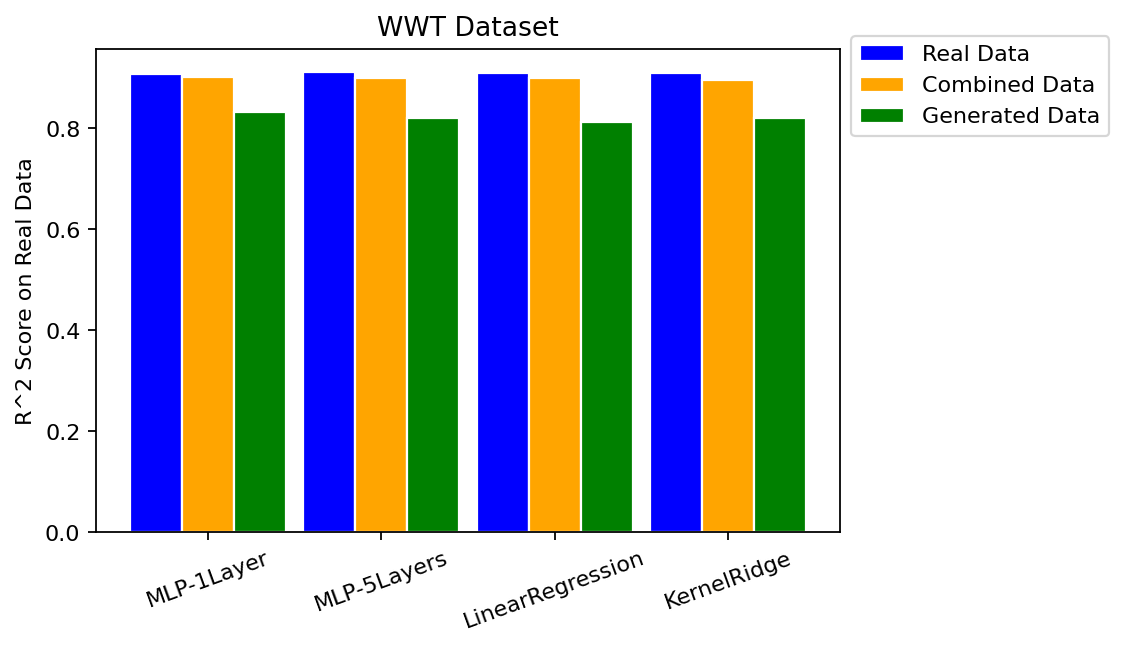 WWT Dataset
Real Data
Combined Data
Generated Data
R^2 Score on Real Data
0.8
0.6
0.4
0.2
0.0
MLP-1Layer
MLP-5Layers
LinearRegression
KernelRidge